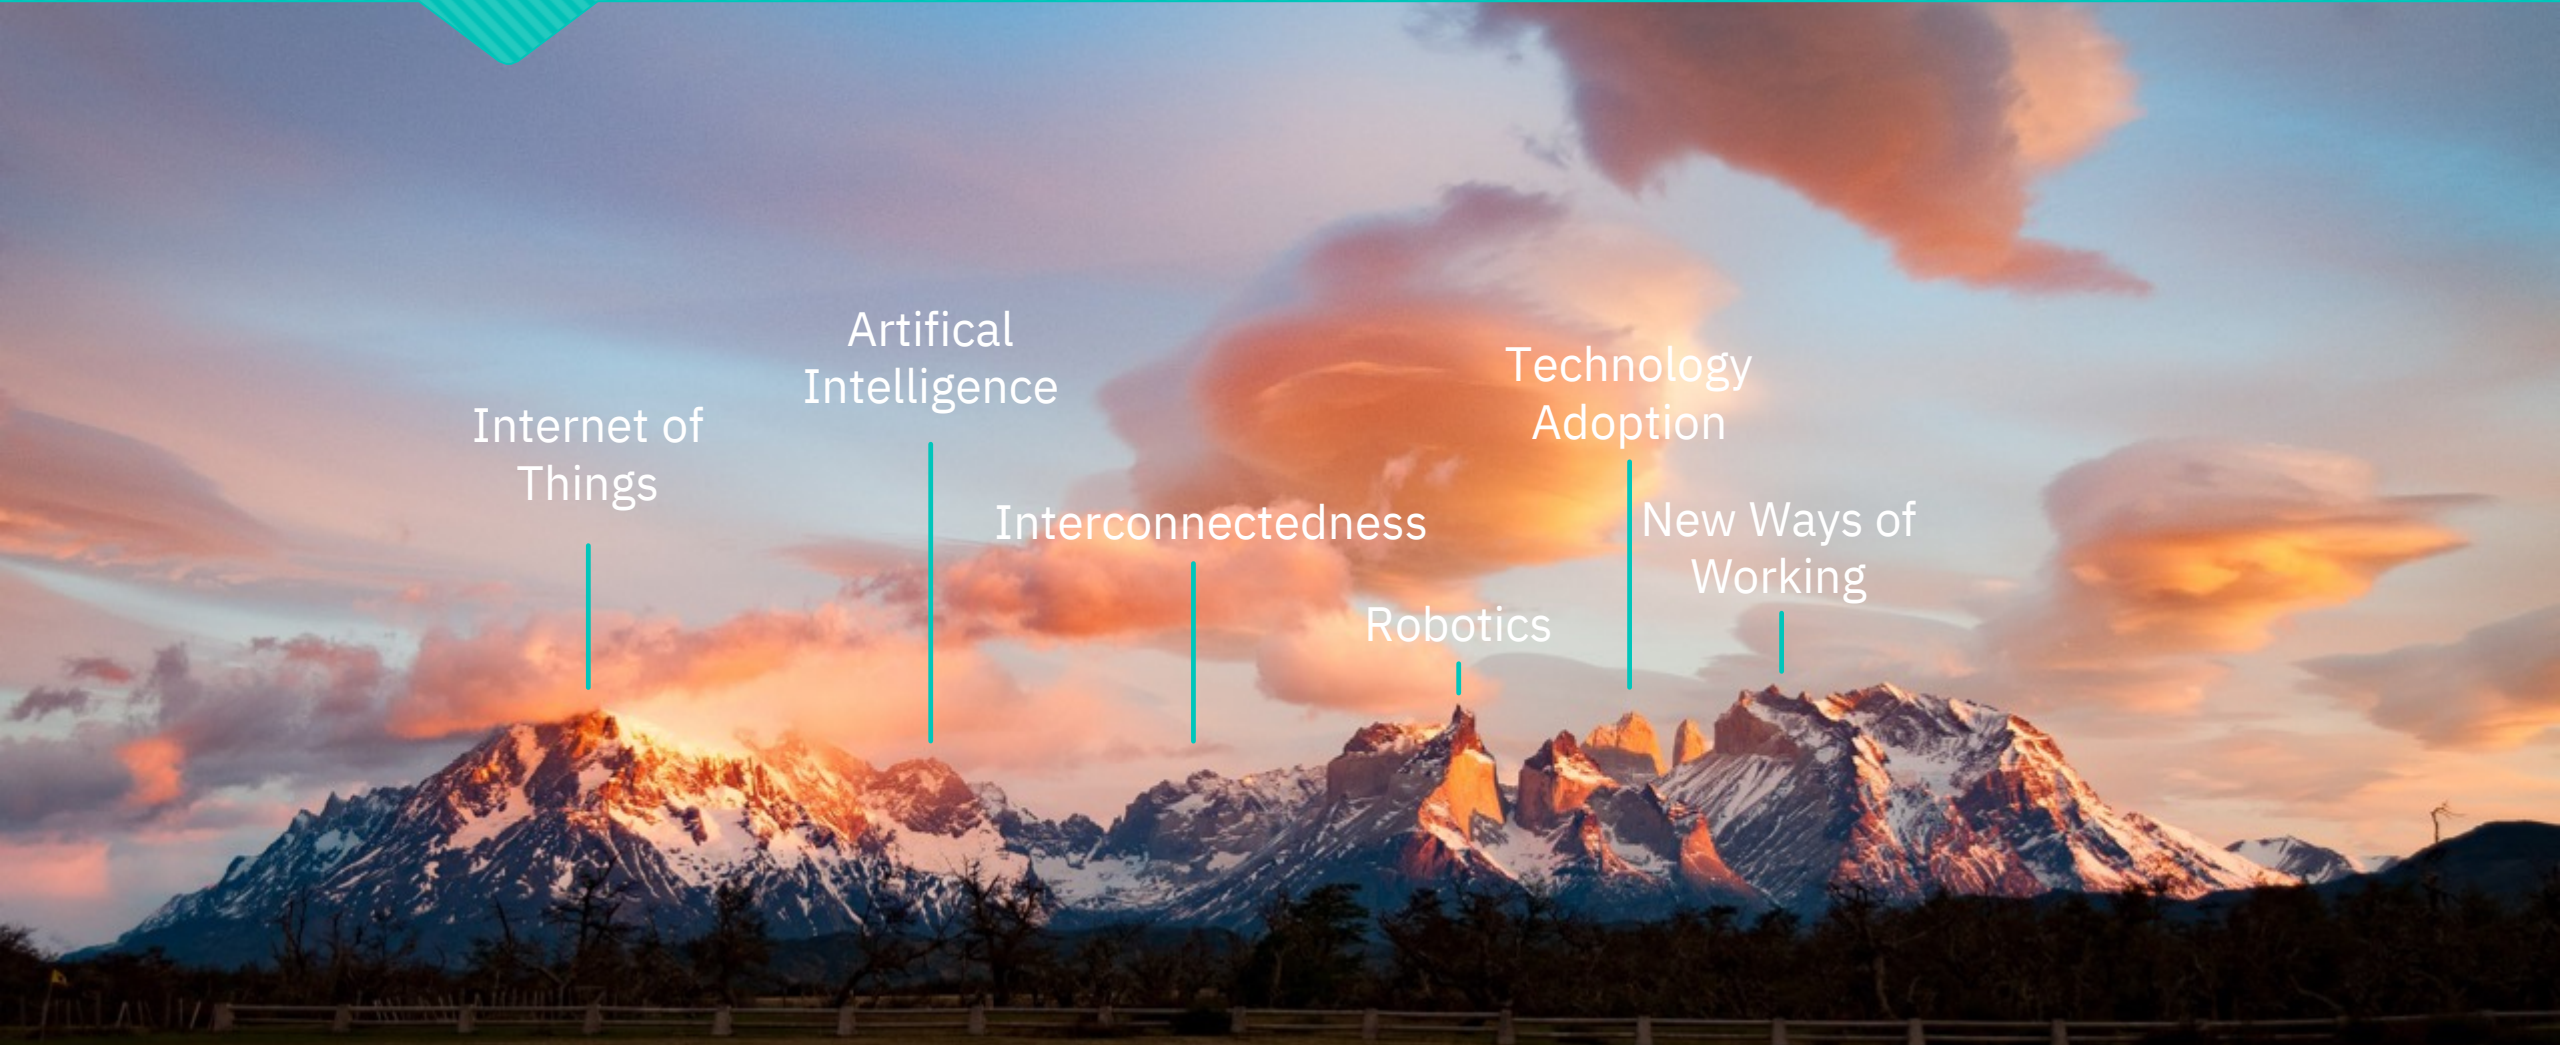 Internet of
Things
Artifical
Intelligence
Interconnectedness
Robotics
Technology
Adoption
New Ways of
Working